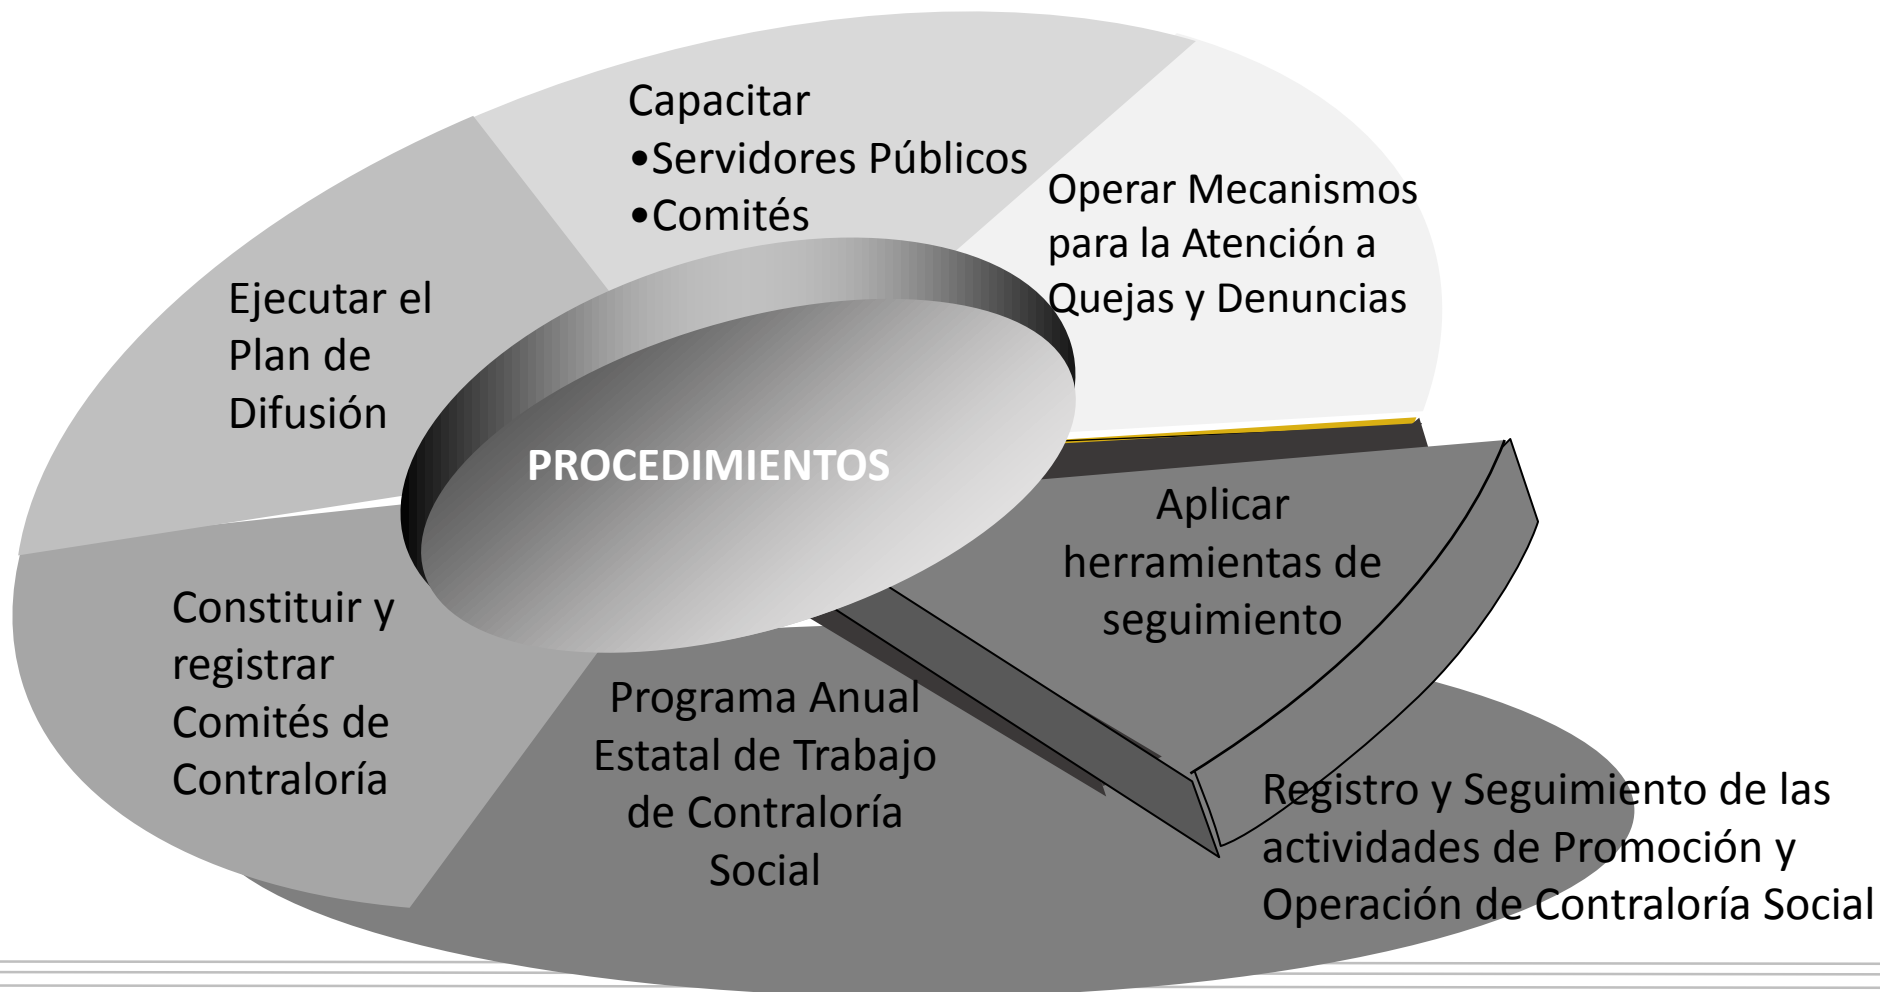 Capacitar
•Servidores Públicos
•Comités
Operar Mecanismos
para la Atención a
Quejas y Denuncias
Ejecutar el
Plan de
Difusión
PROCEDIMIENTOS
Aplicar
herramientas de
seguimiento
Constituir y
registrar
Comités de
Contraloría
Programa Anual
Estatal de Trabajo
de Contraloría
Social
Registro y Seguimiento de las
actividades de Promoción y
Operación de Contraloría Social